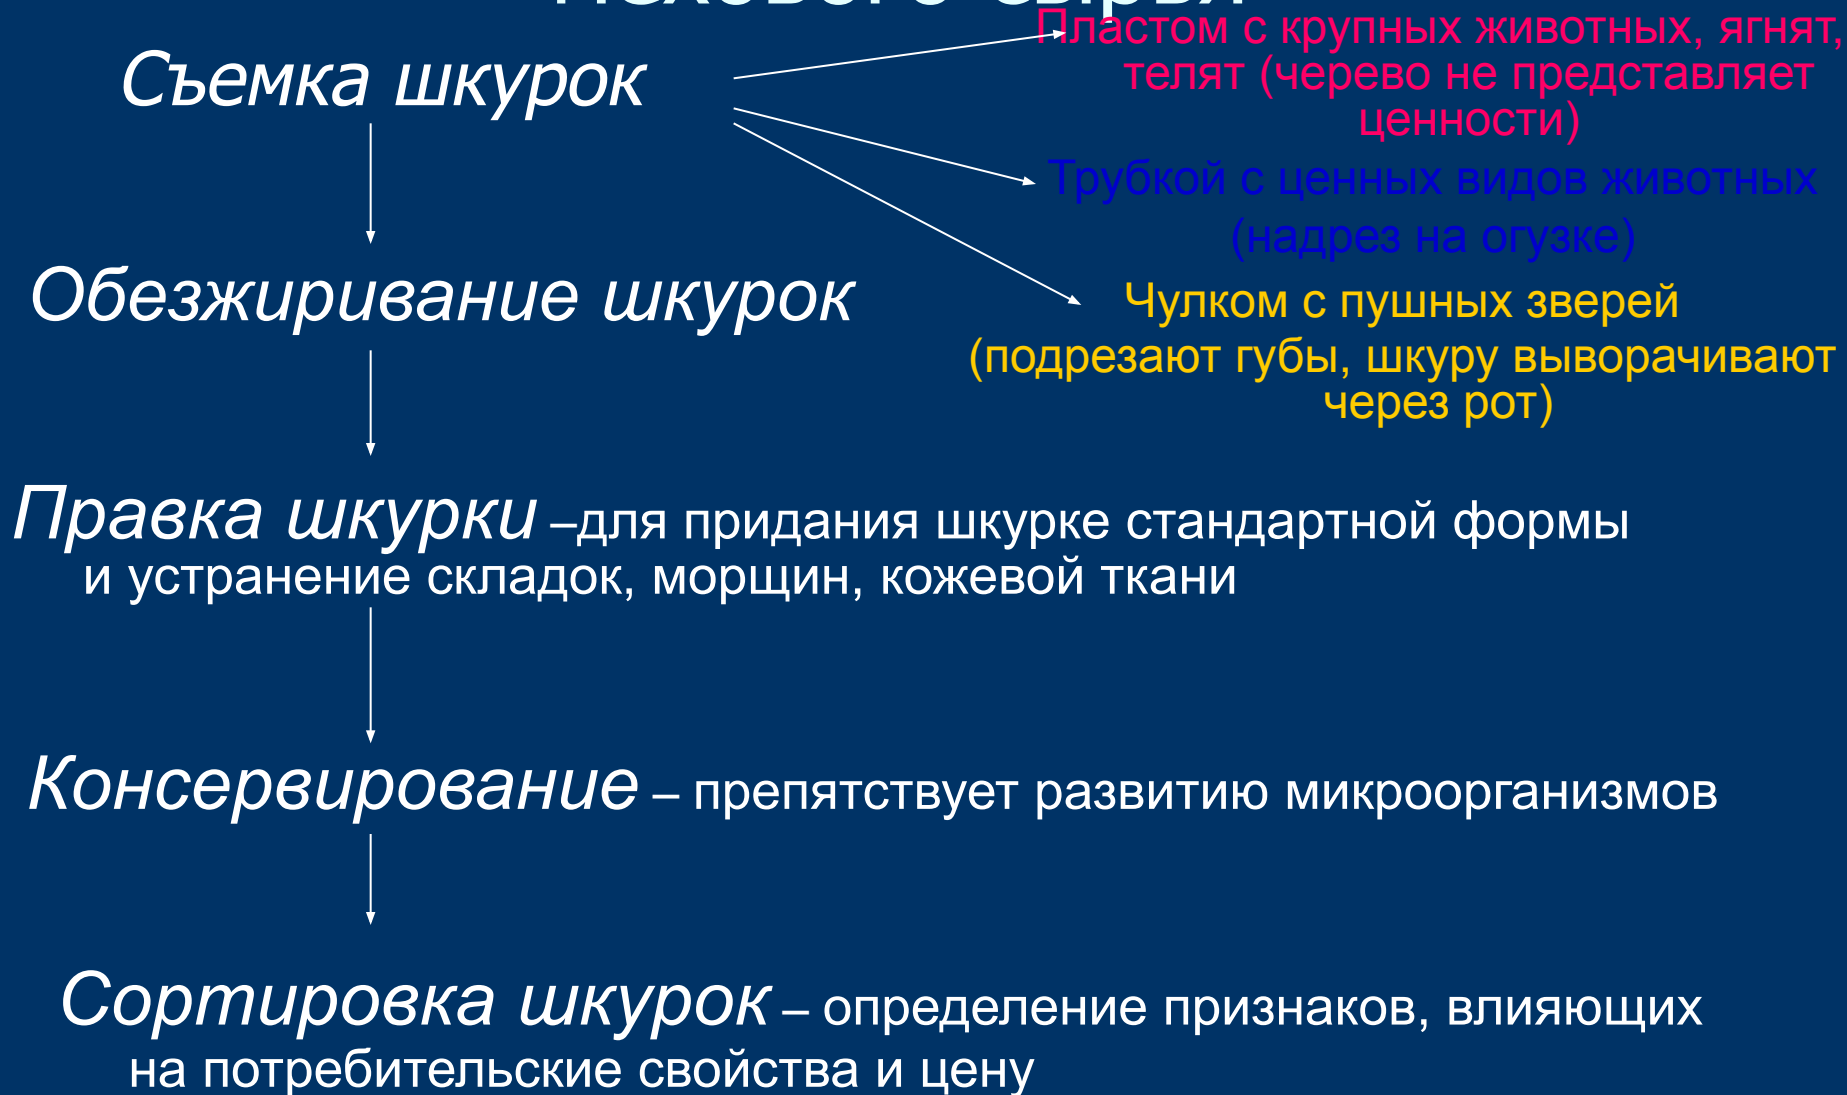 сырья
Съемка шкурок
Пластом с крупных животных, ягнят,
телят (черево не представляет
ценности)
Трубкой с ценных видов животных
(надрез на огузке)
Обезжиривание шкурок
Чулком с пушных зверей
(подрезают губы, шкуру выворачивают
через рот)
Правка шкурки –для придания шкурке стандартной формы
и устранение складок, морщин, кожевой ткани
Консервирование – препятствует развитию микроорганизмов
Сортировка шкурок – определение признаков, влияющих
на потребительские свойства и цену